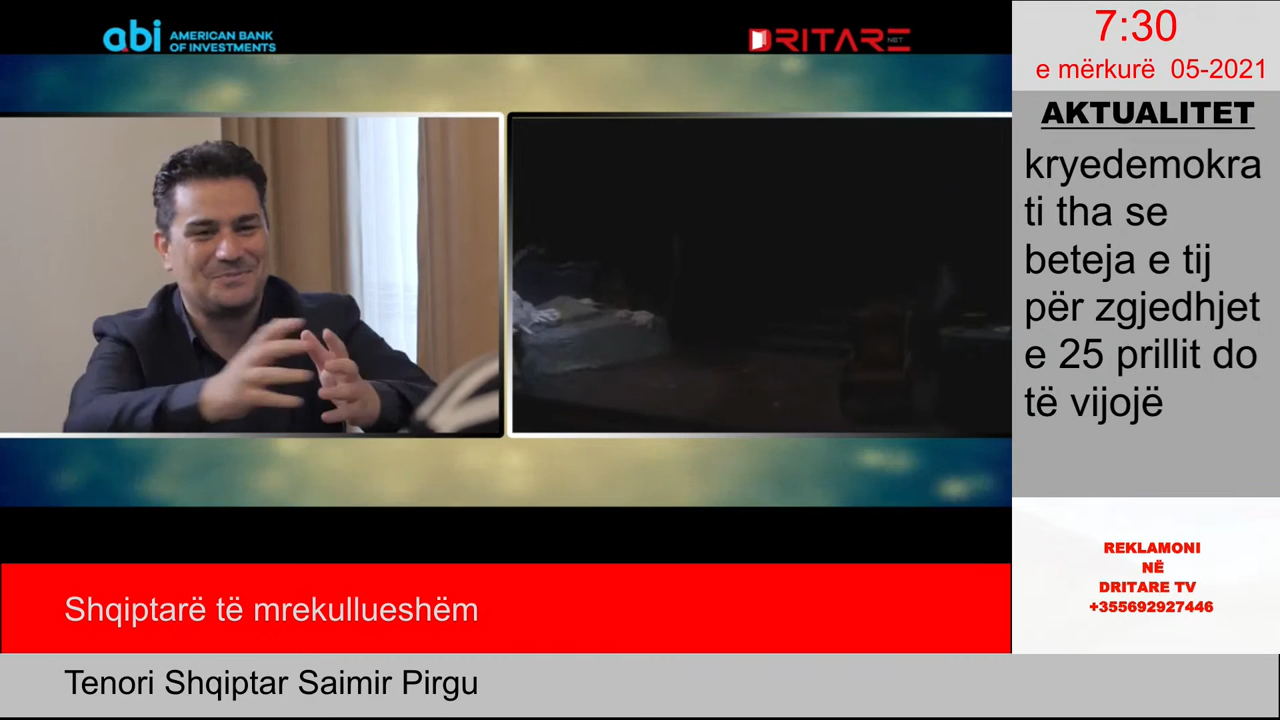 abi AMERICAN BANK
OF INVESTMENTS
DRITARE
NET
7:30
e mërkurë 05-2021
AKTUALITET
kryedemokra
ti tha se
beteja e tij
për zgjedhjet
e 25 prillit do
të vijojë
REKLAMONI
NË
DRITARE TV
+355692927446
Shqiptarë të mrekullueshëm
Tenori Shqiptar Saimir Pirgu